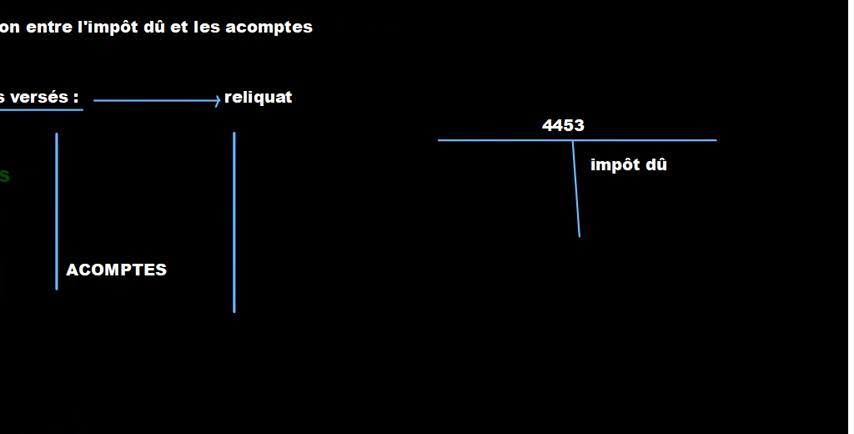 on entre l'impôt dû et les acomptes
s versés : reliquat
4453
impôt dû
s
ACOMPTES